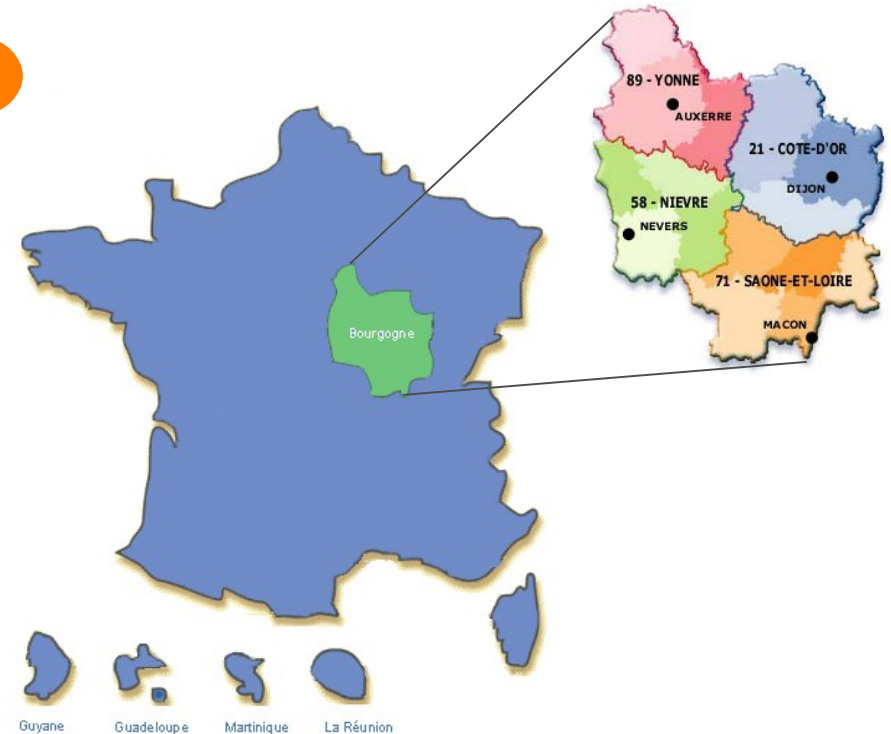 89 - YONNE
AUXERRE
21 - COTE-D'OR
DIJON
58 - NIEVRE
NEVERS
71 - SAONE-ET-LOIRE
MACON
Bourgogne
Guyane
Guadeloupe
Martinique
La Réunion